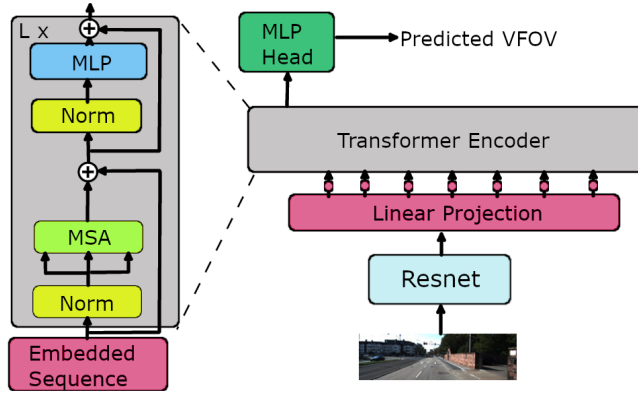 L x
MLP
Norm
MSA
Norm
Embedded
Sequence
MLP
Head
Predicted VFOV
Transformer Encoder
Linear Projection
Resnet